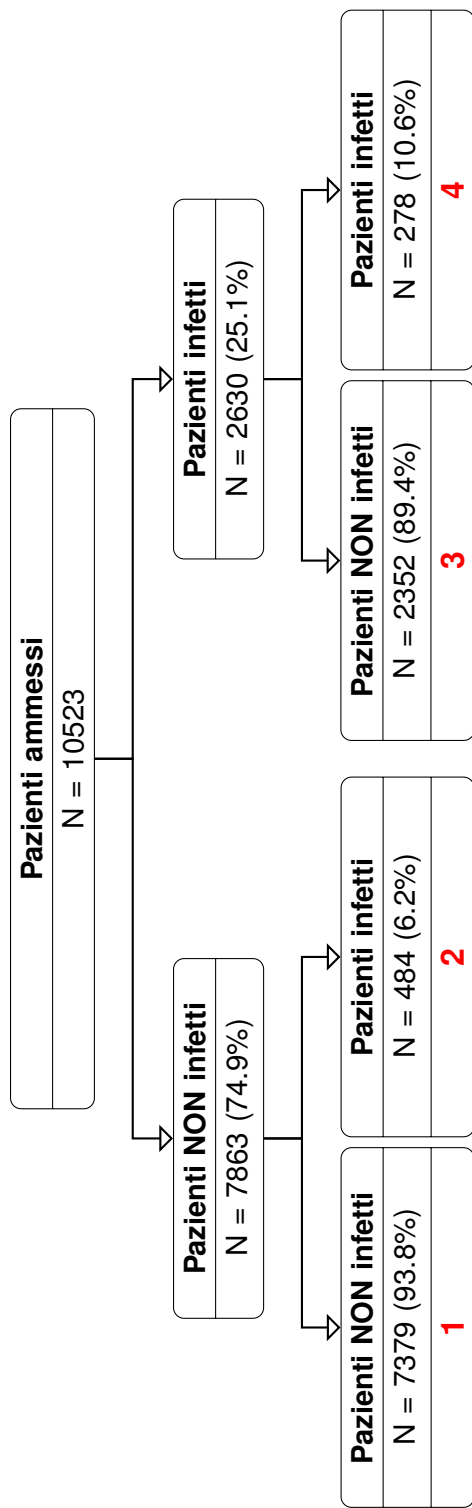 Pazienti ammessi
N = 10523
Pazienti NON infetti
N = 7863 (74.9%)
Pazienti infetti
N = 2630 (25.1%)
Pazienti NON infetti
N = 7379 (93.8%)
1
Pazienti infetti
N = 484 (6.2%)
2
Pazienti NON infetti
N = 2352 (89.4%)
3
Pazienti infetti
N = 278 (10.6%)
4